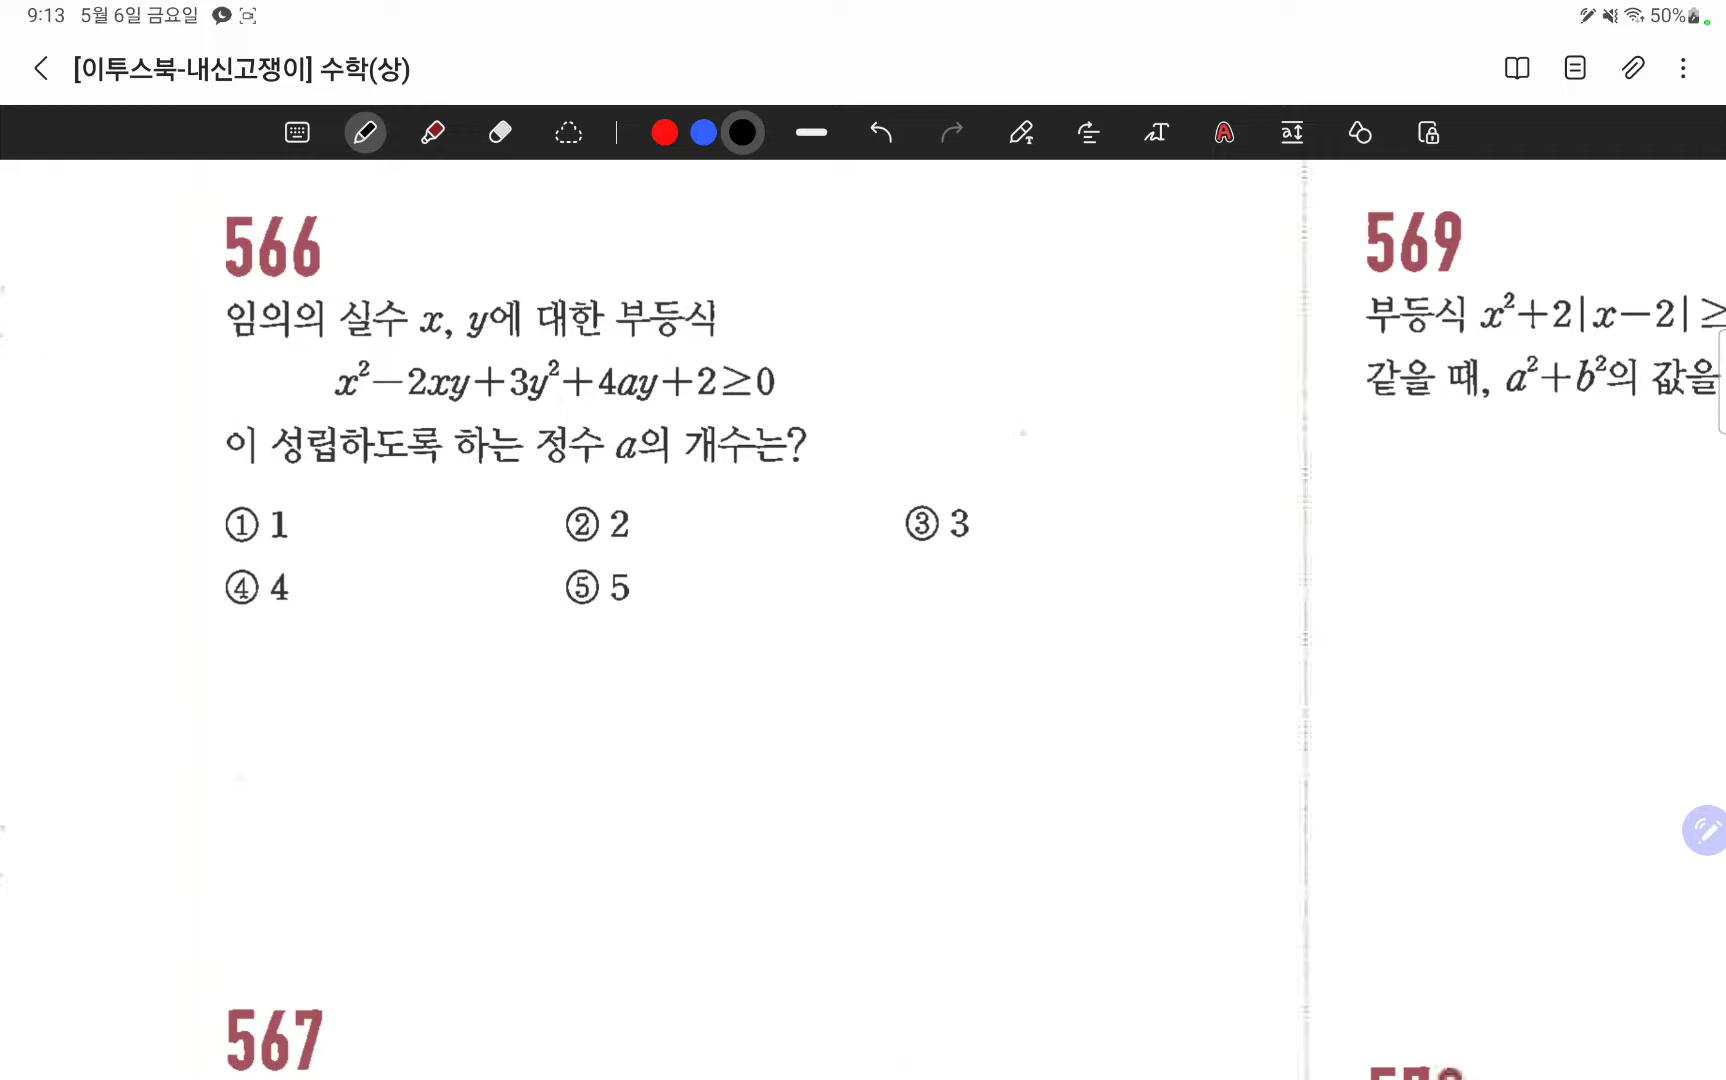 9:13 5월 6일 금요일
50%
[이투스북-내신고쟁이] 수학(상)
566
임의의 실수 x, y에 대한 부등식
x²−2xy+3y²+4ay+2≥0
이 성립하도록 하는 정수 a의 개수는?
① 1 ② 2 ③ 3
④ 4 ⑤ 5
567
569
부등식 x²+2|x−2|≥
같을 때, a²+b²의 값을